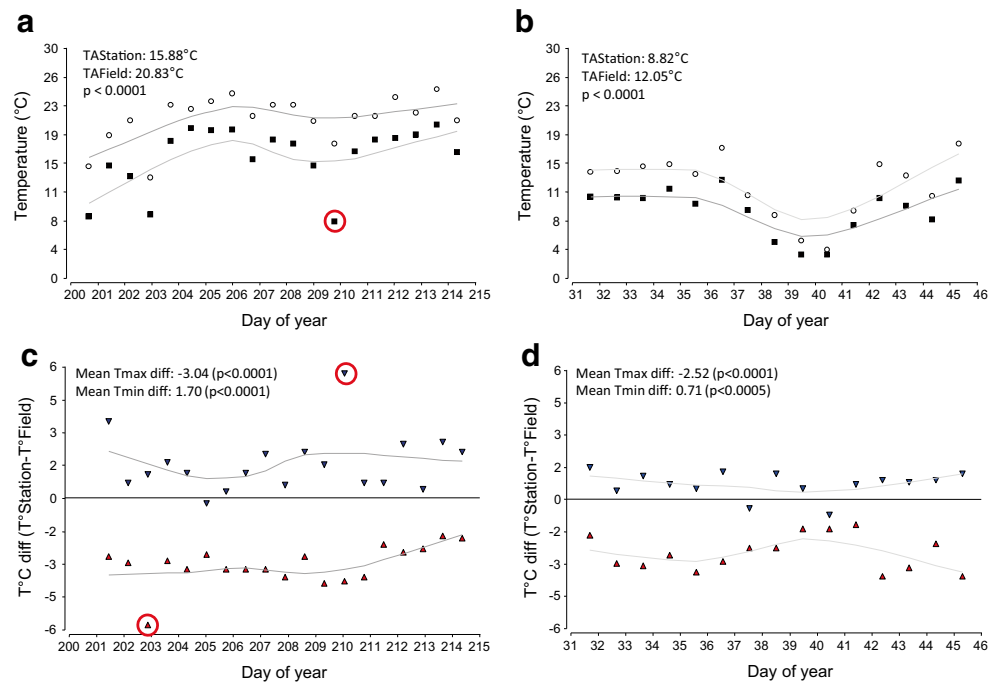 a
TAStation: 15.88°C
TAField: 20.83°C
p < 0.0001
Temperature (°C)
30
26
22
19
15
11
8
4
0
200 201 202 203 204 205 206 207 208 209 210 211 212 213 214 215
Day of year
b
TAStation: 8.82°C
TAField: 12.05°C
p < 0.0001
Temperature (°C)
30
26
22
19
15
11
8
4
0
31 32 33 34 35 36 37 38 39 40 41 42 43 44 45 46
Day of year
c
Mean Tmax diff: -3.04 (p<0.0001)
Mean Tmin diff: 1.70 (p<0.0001)
T°C diff (T°Station-T°Field)
6
5
3
2
0
-2
-3
-5
-6
200 201 202 203 204 205 206 207 208 209 210 211 212 213 214 215
Day of year
d
Mean Tmax diff: -2.52 (p<0.0001)
Mean Tmin diff: 0.71 (p<0.0005)
T°C diff (T°Station-T°Field)
6
5
3
2
0
-2
-3
-5
-6
31 32 33 34 35 36 37 38 39 40 41 42 43 44 45 46
Day of year